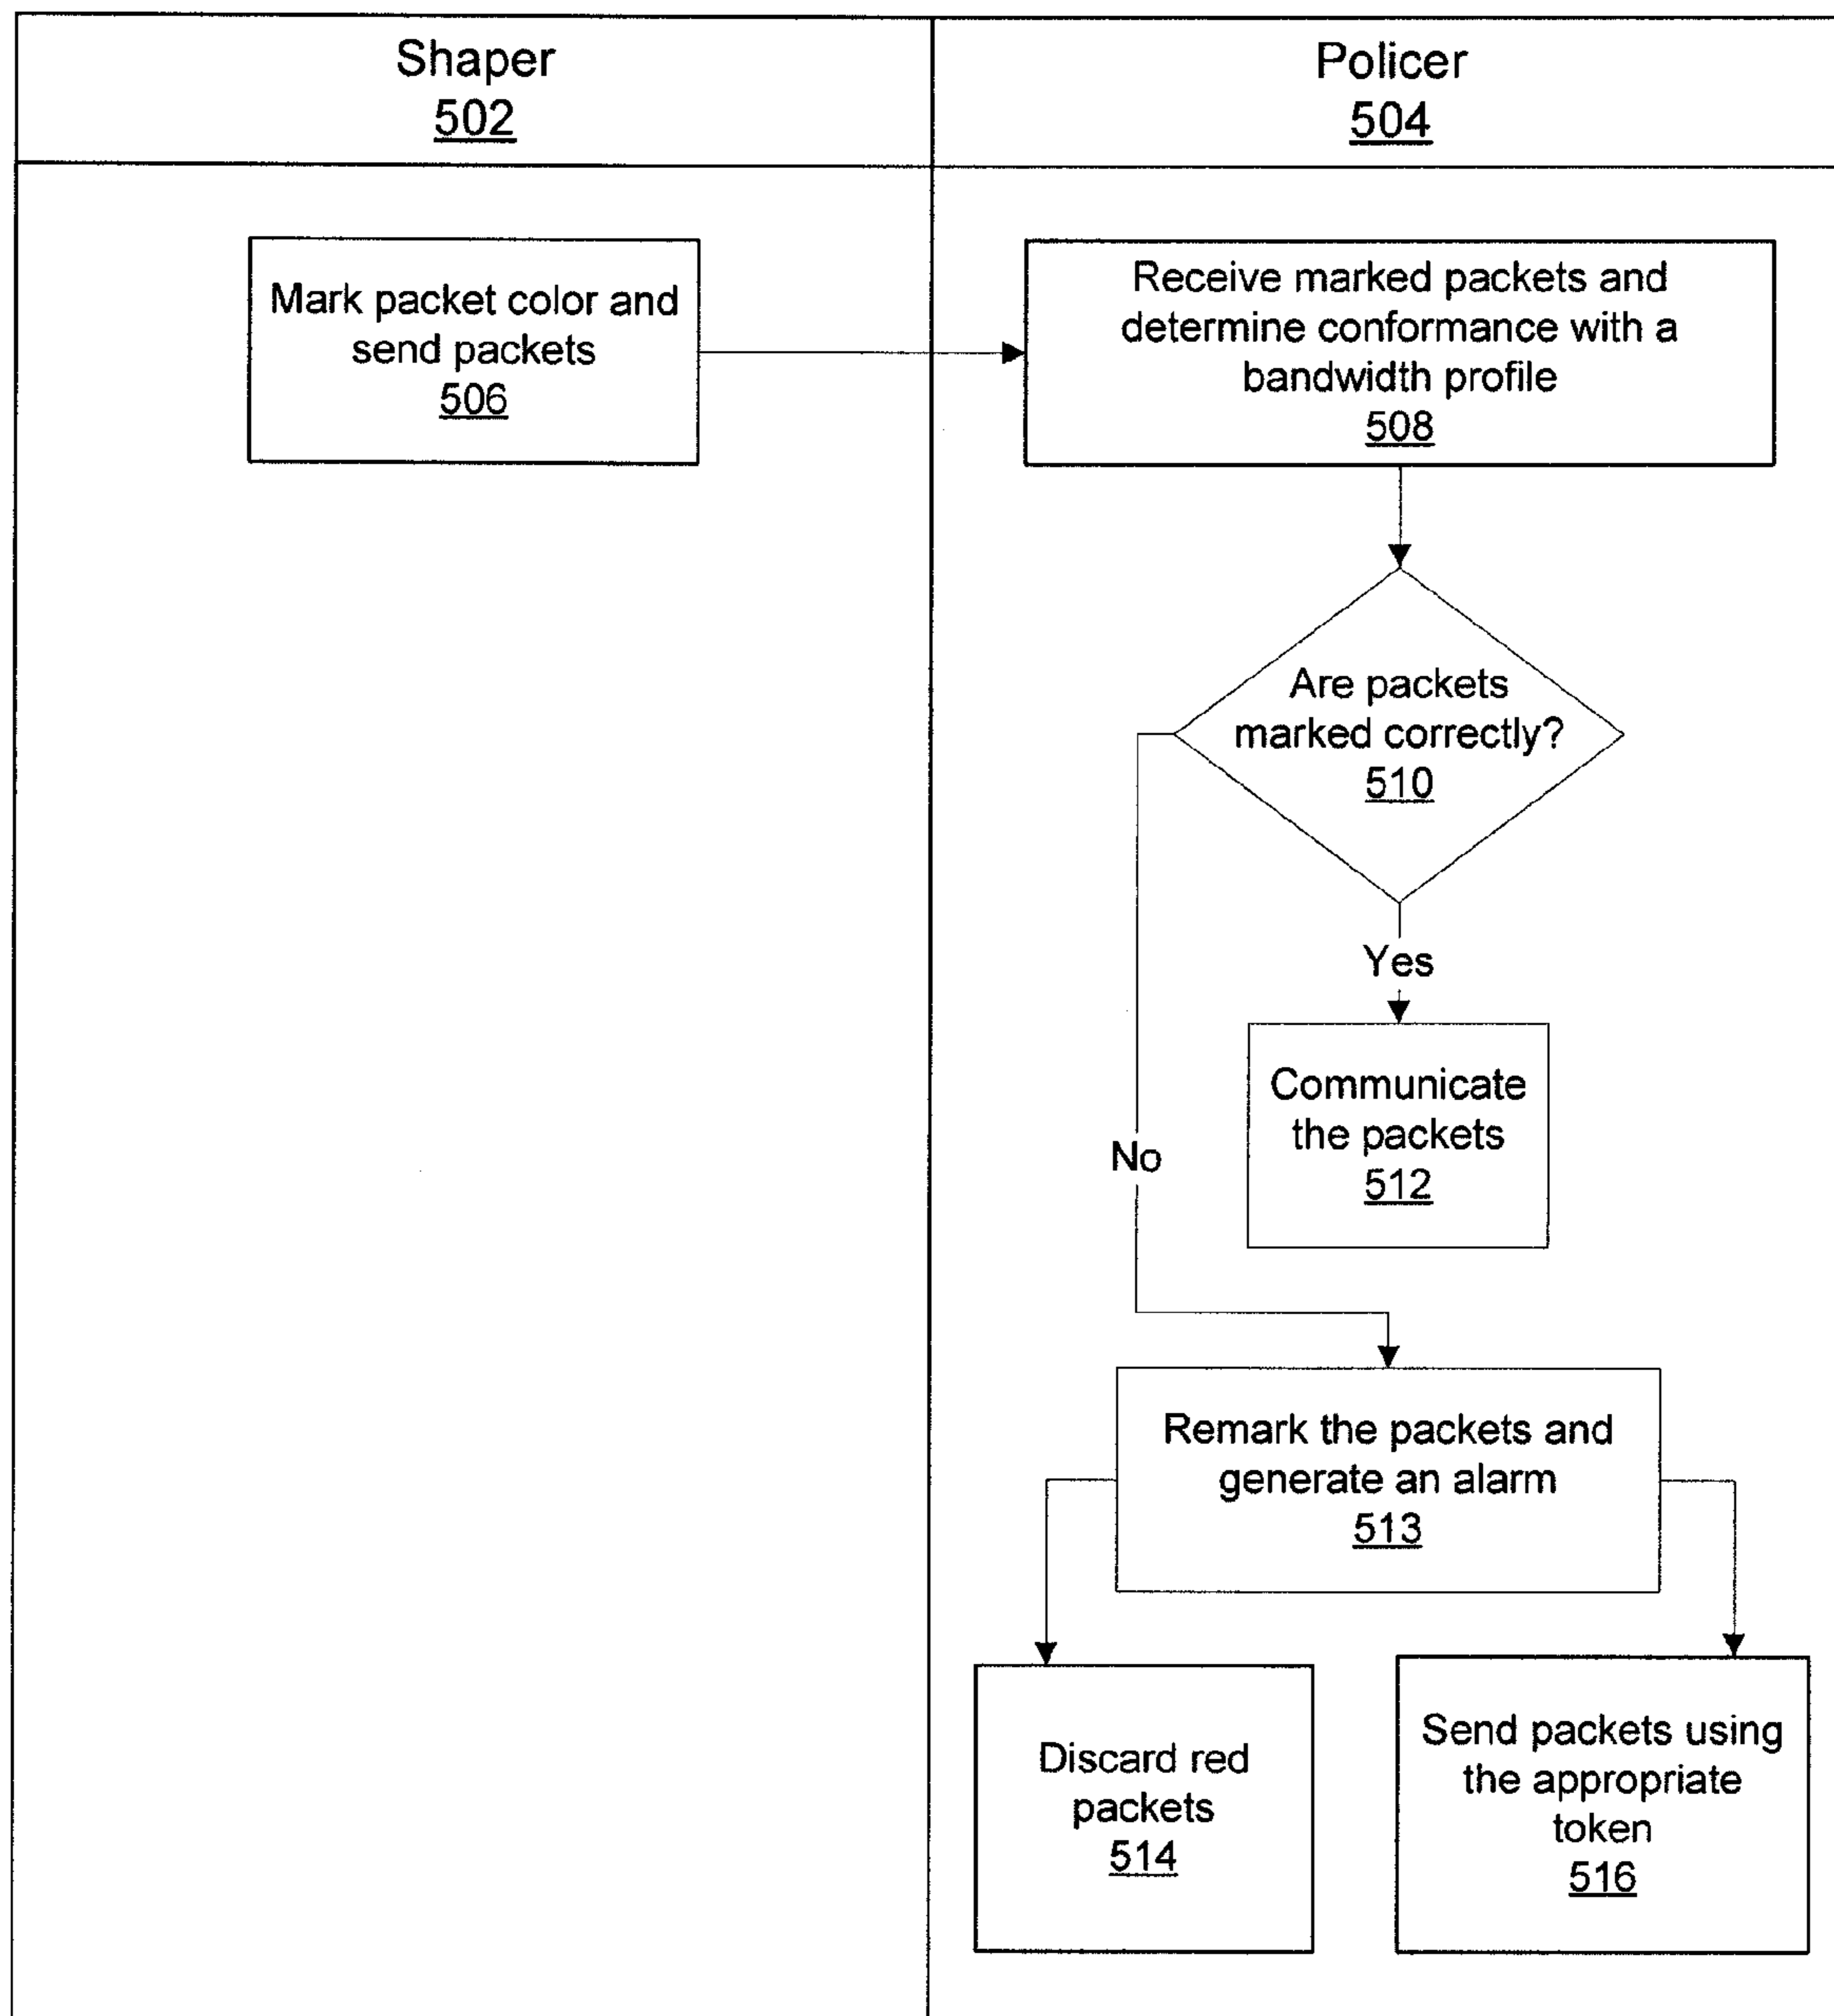 Shaper
502
Policer
504
Mark packet color and
send packets
506
Receive marked packets and
determine conformance with a
bandwidth profile
508
Are packets
marked correctly?
510
Yes
Communicate
the packets
512
No
Remark the packets and
generate an alarm
513
Discard red
packets
514
Send packets using
the appropriate
token
516